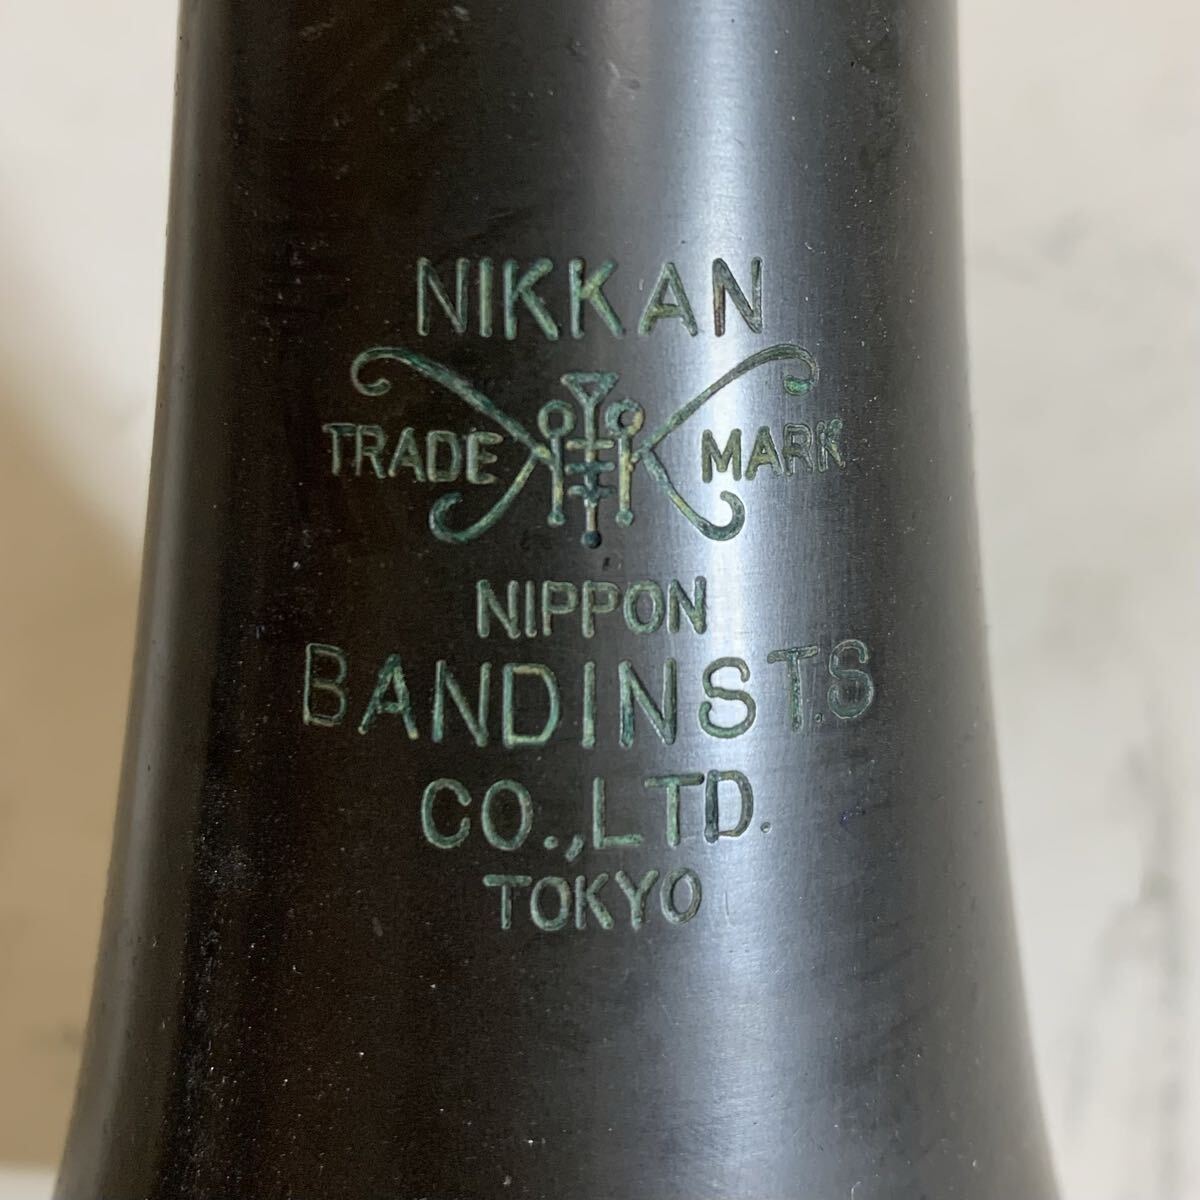 NIKKAN
TRADE MARK
NIPPON
BANDINSTS
CO.,LTD.
TOKYO